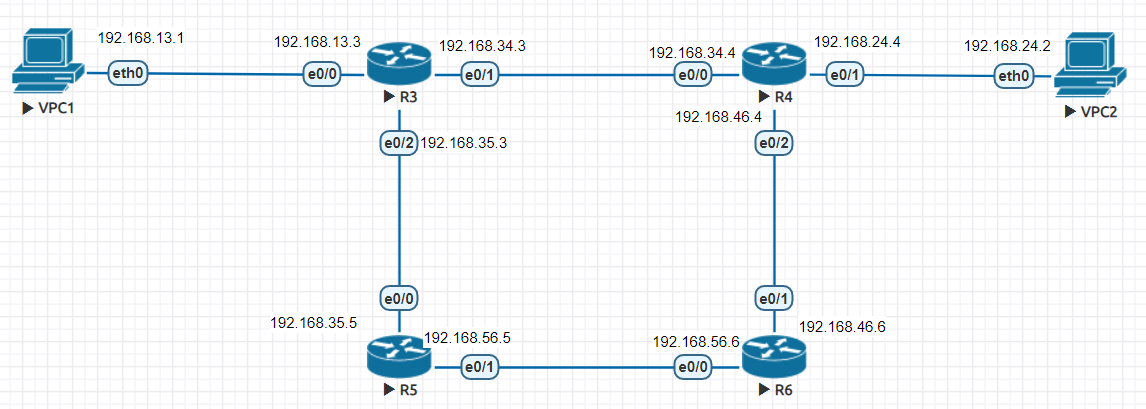 192.168.13.1
192.168.13.3
192.168.34.3
192.168.34.4
192.168.24.4
192.168.24.2
eth0
e0/0
e0/1
e0/0
e0/1
eth0
VPC1
R3
R4
VPC2
192.168.46.4
e0/2
192.168.35.3
e0/2
e0/0
e0/1
192.168.35.5
192.168.56.5
192.168.56.6
192.168.46.6
e0/1
e0/0
R5
R6